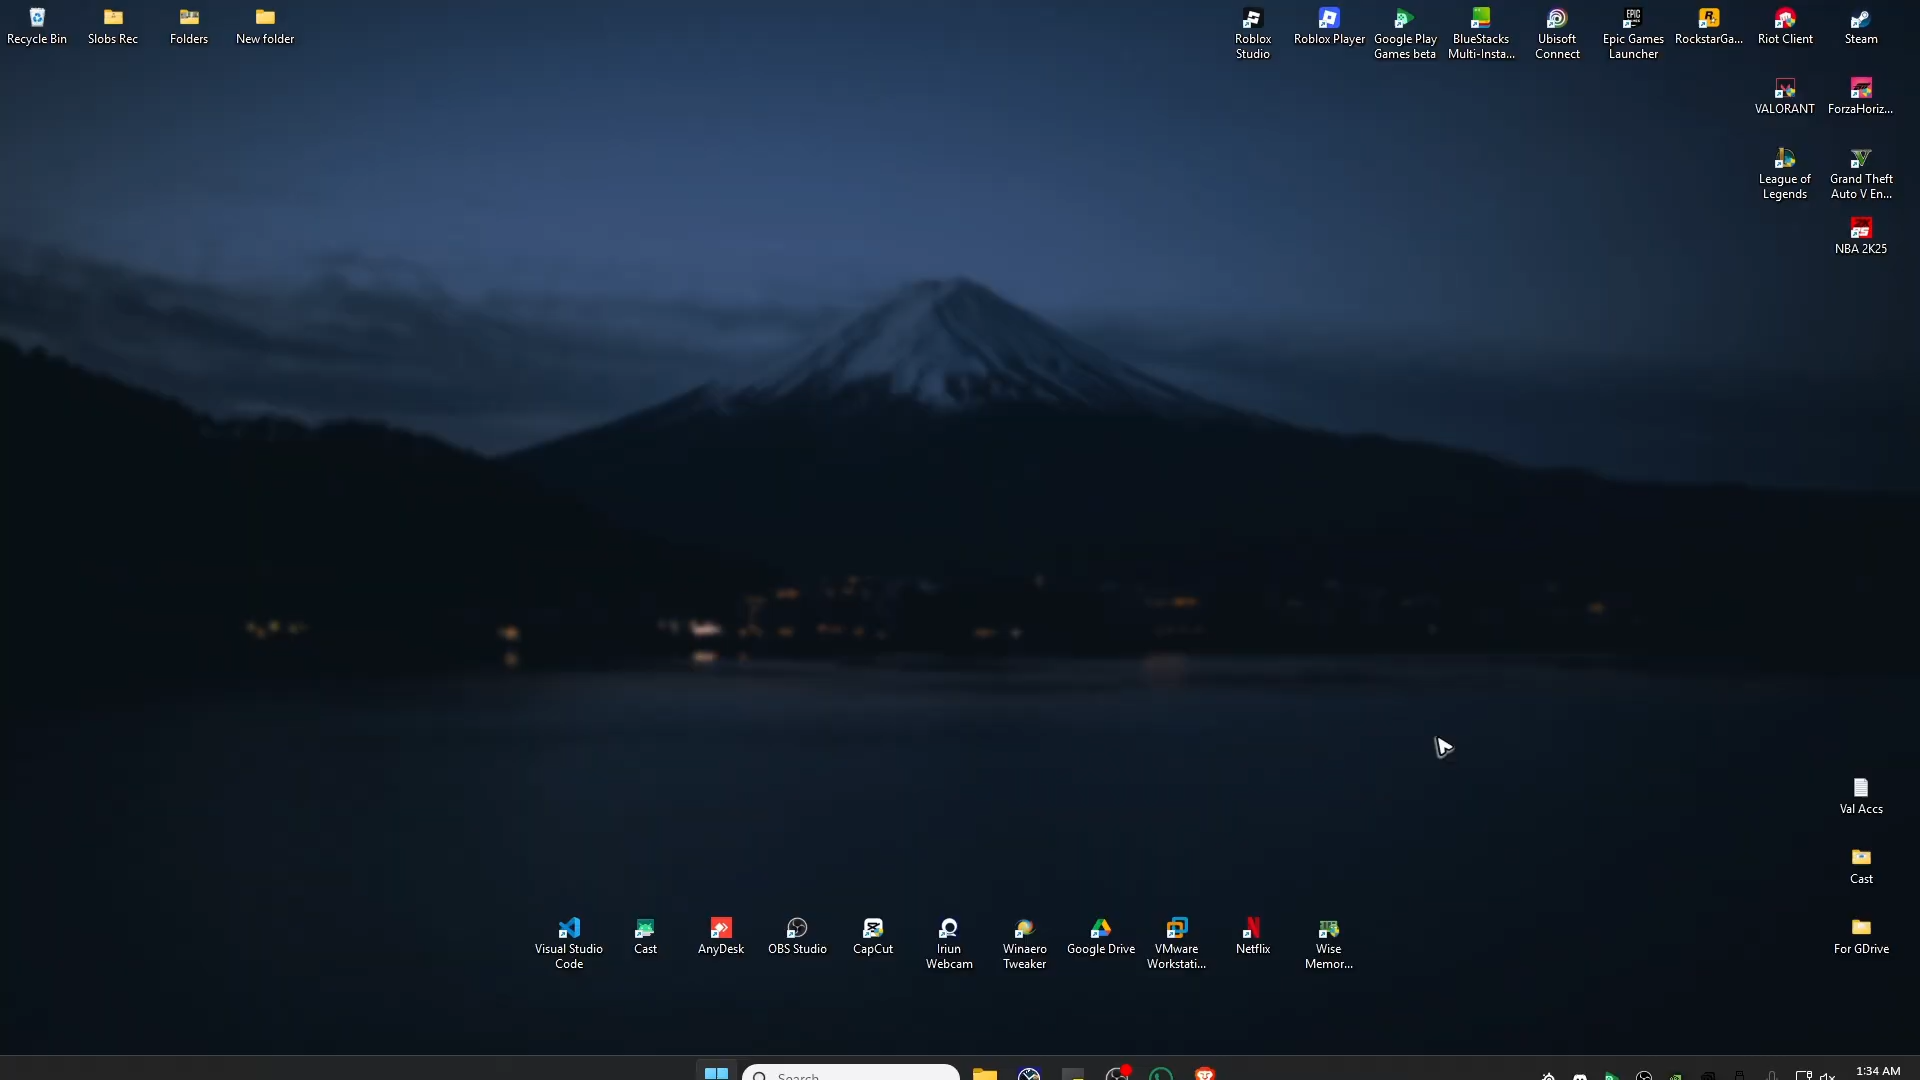 Recycle Bin
Slobs Rec
Folders
New folder
Roblox
Studio
Roblox Player
Google Play
Games beta
BlueStacks
Multi-Insta...
Ubisoft
Connect
Epic Games
Launcher
RockstarGa...
Riot Client
Steam
VALORANT
ForzaHoriz...
League of
Legends
Grand Theft
Auto V En...
NBA 2K25
Val Accs
Cast
For GDrive
Visual Studio
Code
Cast
AnyDesk
OBS Studio
CapCut
Iriun
Webcam
Winaero
Tweaker
Google Drive
VMware
Workstati...
Netflix
Wise
Memor...
Search
1:34 AM